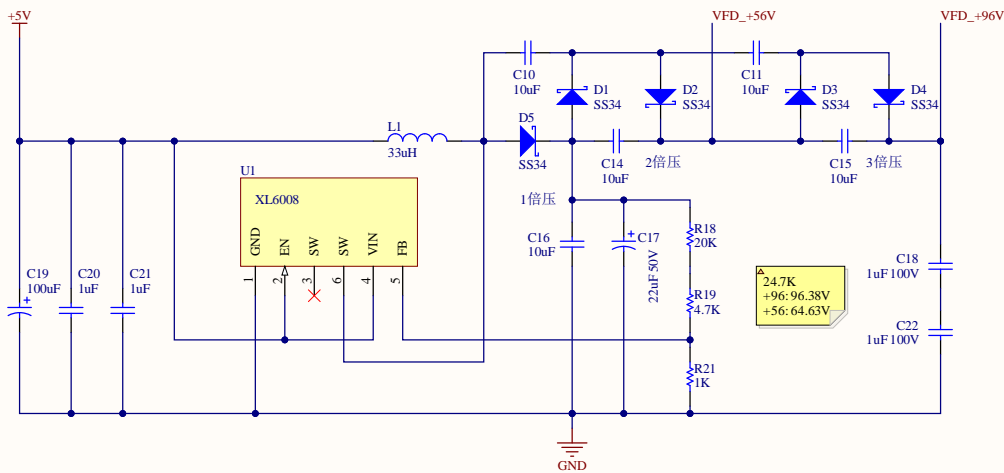 +5V
VFD_+56V
VFD_+96V
C10
10uF
C11
10uF
D1
SS34
D2
SS34
D3
SS34
D4
SS34
L1
33uH
D5
SS34
C14
10uF
2倍压
C15
10uF
3倍压
U1
XL6008
GND
EN
SW
SW
VIN
FB
1
2
3
6
4
5
1倍压
C16
10uF
C17
22uF 50V
R18
20K
R19
4.7K
R21
1K
24.7K
+96: 96.38V
+56: 64.63V
C19
100uF
C20
1uF
C21
1uF
C18
1uF 100V
C22
1uF 100V
GND